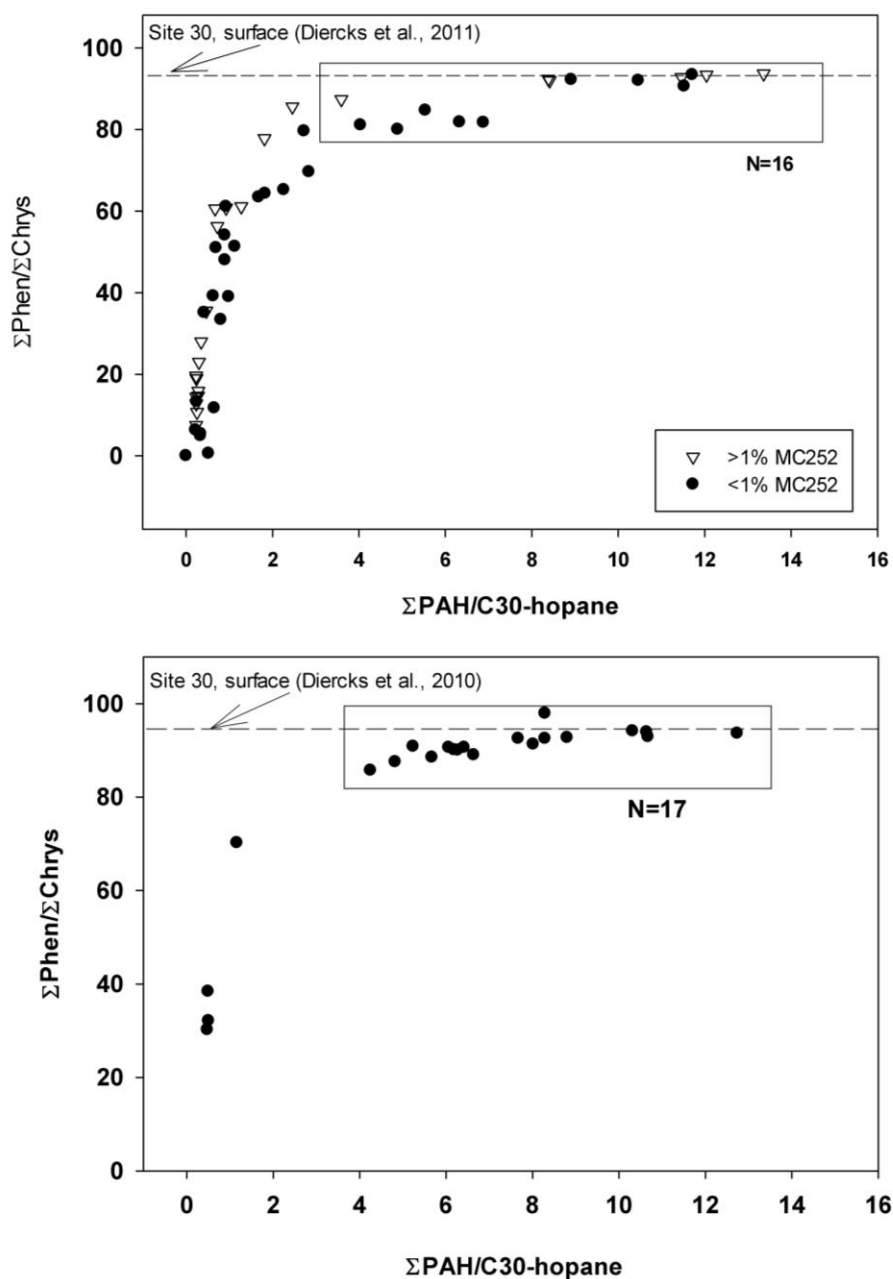 Site 30, surface (Diercks et al., 2011)
100
80
60
40
20
0
ΣPhen/ΣChrys
N=16
>1% MC252
<1% MC252
0 2 4 6 8 10 12 14 16
ΣPAH/C30-hopane
Site 30, surface (Diercks et al., 2010)
100
80
60
40
20
0
ΣPhen/ΣChrys
N=17
0 2 4 6 8 10 12 14 16
ΣPAH/C30-hopane